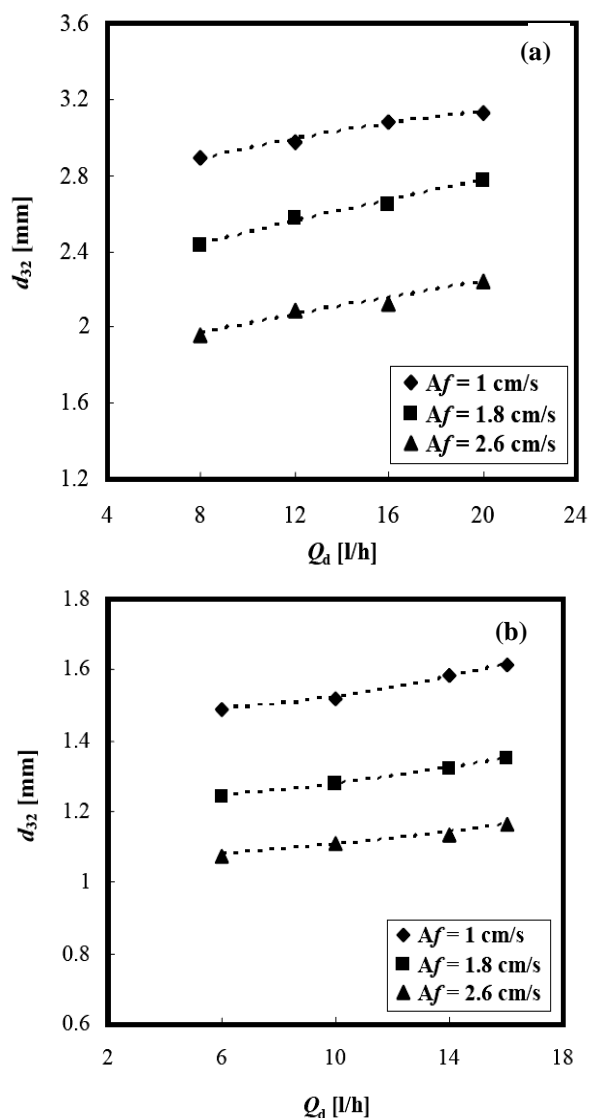 3.6
(a)
3.2
2.8
2.4
2
1.6
1.2
d32 [mm]
Af = 1 cm/s
Af = 1.8 cm/s
Af = 2.6 cm/s
4 8 12 16 20 24
Qd [l/h]
1.8
(b)
1.6
1.4
1.2
1
0.8
0.6
d32 [mm]
Af = 1 cm/s
Af = 1.8 cm/s
Af = 2.6 cm/s
2 6 10 14 18
Qd [l/h]